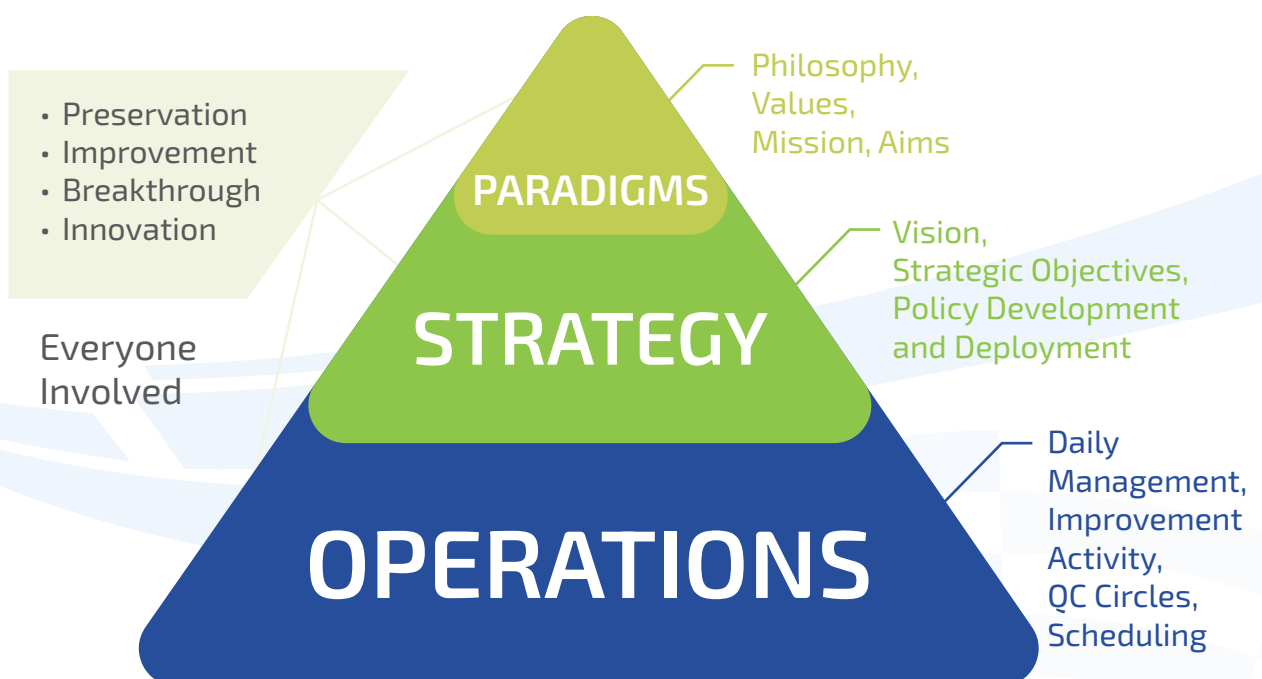 • Preservation
• Improvement
• Breakthrough
• Innovation
Everyone
Involved
PARADIGMS
Philosophy,
Values,
Mission, Aims
STRATEGY
Vision,
Strategic Objectives,
Policy Development
and Deployment
OPERATIONS
Daily
Management,
Improvement
Activity,
QC Circles,
Scheduling